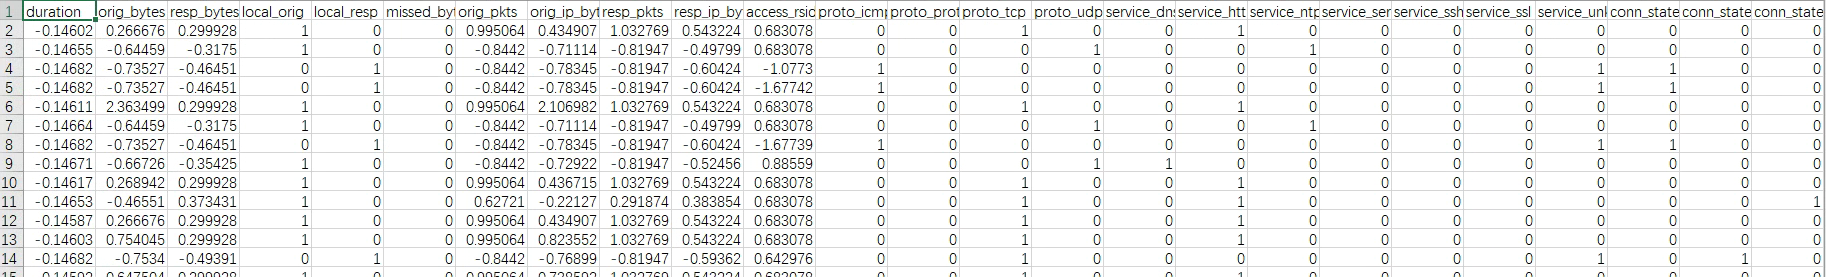 1 duration orig_bytes resp_bytes local_orig local_resp missed_byt orig_pkts orig_ip_byt resp_pkts resp_ip_by access_rsid proto_icm proto_prot proto_tcp proto_udp service_dns service_htt service_ntp service_ser service_ssh service_ssl service_unk conn_state conn_state conn_state
2 -0.14602 0.266676 0.299928 1 0 0 0.995064 0.434907 1.032769 0.543224 0.683078 0 0 1 0 0 1 0 0 0 0 0 0 0 0
3 -0.14655 -0.64459 -0.3175 1 0 0 -0.8442 -0.71114 -0.81947 -0.49799 0.683078 0 0 0 1 0 0 1 0 0 0 0 0 0 0
4 -0.14682 -0.73527 -0.46451 0 1 0 -0.8442 -0.78345 -0.81947 -0.60424 -1.0773 1 0 0 0 0 0 0 0 0 0 1 1 0 0
5 -0.14682 -0.73527 -0.46451 0 1 0 -0.8442 -0.78345 -0.81947 -0.60424 -1.67742 1 0 0 0 0 0 0 0 0 0 1 1 0 0
6 -0.14611 2.363499 0.299928 1 0 0 0.995064 2.106982 1.032769 0.543224 0.683078 0 0 1 0 0 1 0 0 0 0 0 0 0 0
7 -0.14664 -0.64459 -0.3175 1 0 0 -0.8442 -0.71114 -0.81947 -0.49799 0.683078 0 0 0 1 0 0 1 0 0 0 0 0 0 0
8 -0.14682 -0.73527 -0.46451 0 1 0 -0.8442 -0.78345 -0.81947 -0.60424 -1.67739 1 0 0 0 0 0 0 0 0 0 1 1 0 0
9 -0.14671 -0.66726 -0.35425 1 0 0 -0.8442 -0.72922 -0.81947 -0.52456 0.88559 0 0 0 1 1 0 0 0 0 0 0 0 0 0
10 -0.14617 0.268942 0.299928 1 0 0 0.995064 0.436715 1.032769 0.543224 0.683078 0 0 1 0 0 1 0 0 0 0 0 0 0 0
11 -0.14653 -0.46551 0.373431 1 0 0 0.62721 -0.22127 0.291874 0.383854 0.683078 0 0 1 0 0 1 0 0 0 0 0 0 0 1
12 -0.14587 0.266676 0.299928 1 0 0 0.995064 0.434907 1.032769 0.543224 0.683078 0 0 1 0 0 1 0 0 0 0 0 0 0 0
13 -0.14603 0.754045 0.299928 1 0 0 0.995064 0.823552 1.032769 0.543224 0.683078 0 0 1 0 0 1 0 0 0 0 0 0 0 0
14 -0.14682 -0.7534 -0.49391 0 1 0 -0.8442 -0.76899 -0.81947 -0.59362 0.642976 0 0 1 0 0 0 0 0 0 0 1 0 1 0